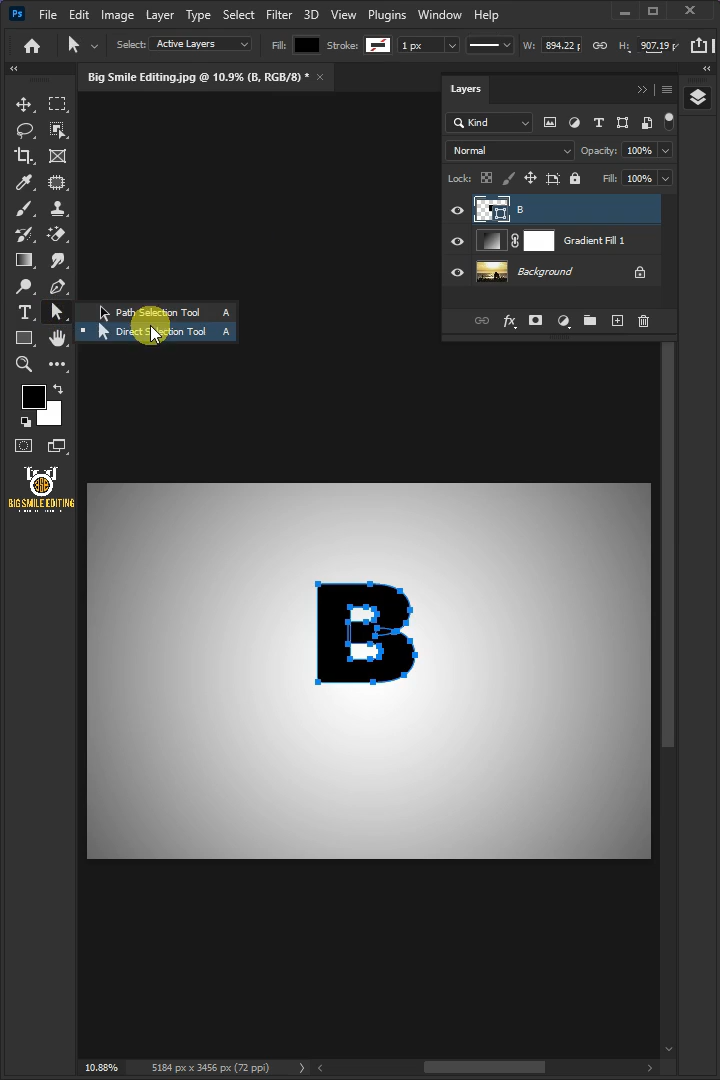 Ps File Edit Image Layer Type Select Filter 3D View Plugins Window Help
Select: Active Layers Fill: Stroke: 1 px W: 894.22 p H: 907.19 p
Big Smile Editing.jpg @ 10.9% (B, RGB/8) *
Layers
Kind
Normal Opacity: 100%
Lock: Fill: 100%
B
Gradient Fill 1
Background
fx
Path Selection Tool A
Direct Selection Tool A
T
BIG SMILE EDITING
B
10.88% 5184 px x 3456 px (72 ppi)